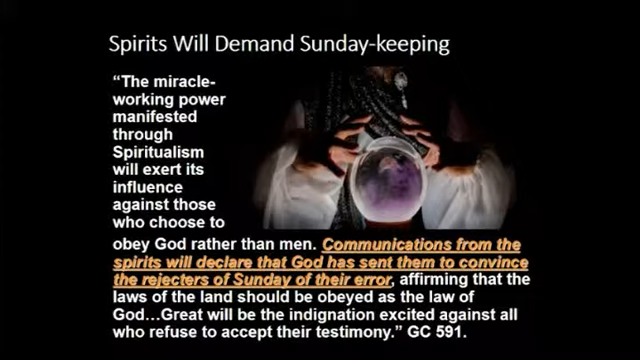 Spirits Will Demand Sunday-keeping
“The miracle-
working power
manifested
through
Spiritualism
will exert its
influence
against those
who choose to
obey God rather than men. Communications from the
spirits will declare that God has sent them to convince
the rejecters of Sunday of their error, affirming that the
laws of the land should be obeyed as the law of
God…Great will be the indignation excited against all
who refuse to accept their testimony.” GC 591.